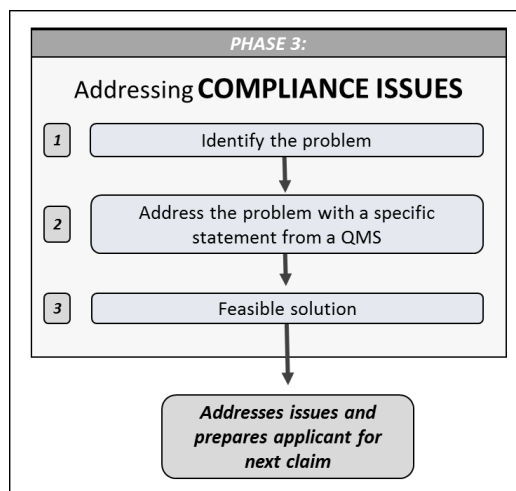 PHASE 3:
Addressing COMPLIANCE ISSUES
1
Identify the problem
2
Address the problem with a specific
statement from a QMS
3
Feasible solution
Addresses issues and
prepares applicant for
next claim